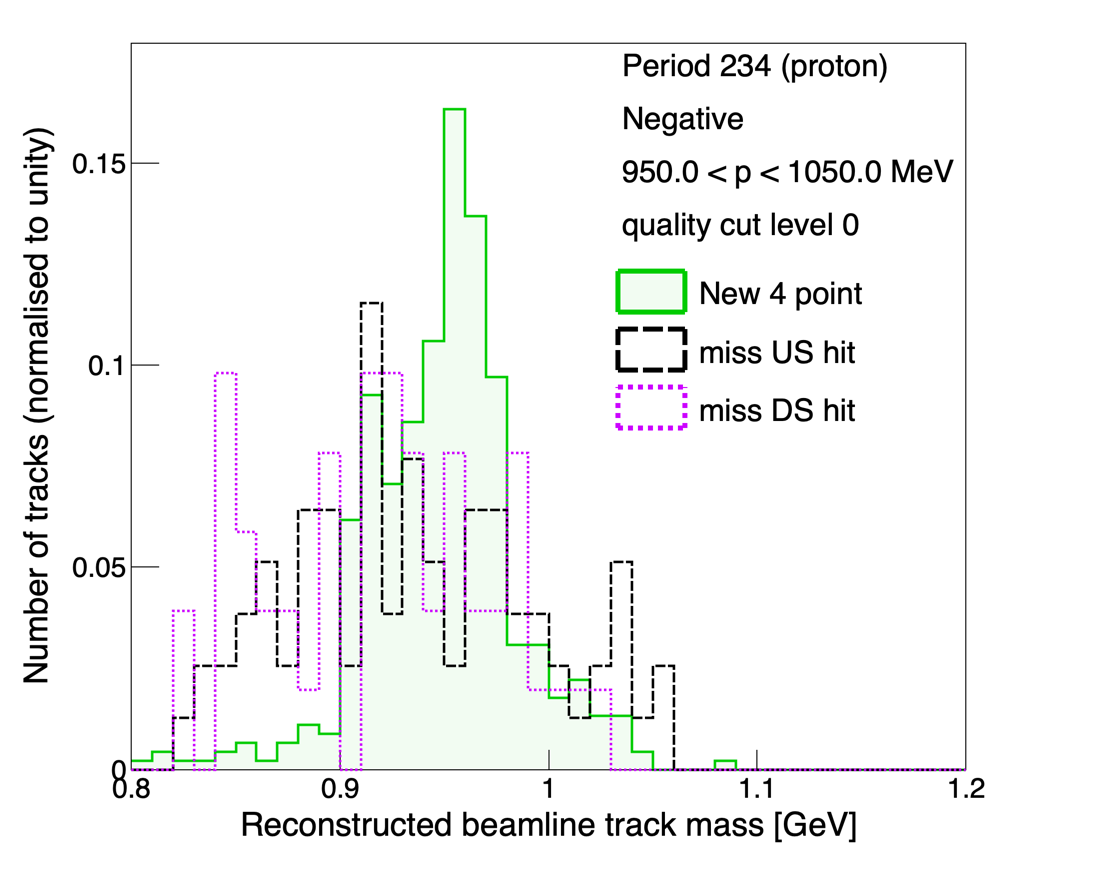 Period 234 (proton)
Negative
950.0 < p < 1050.0 MeV
quality cut level 0
New 4 point
miss US hit
miss DS hit
Number of tracks (normalised to unity)
0.15
0.1
0.05
0
0.8 0.9 1 1.1 1.2
Reconstructed beamline track mass [GeV]